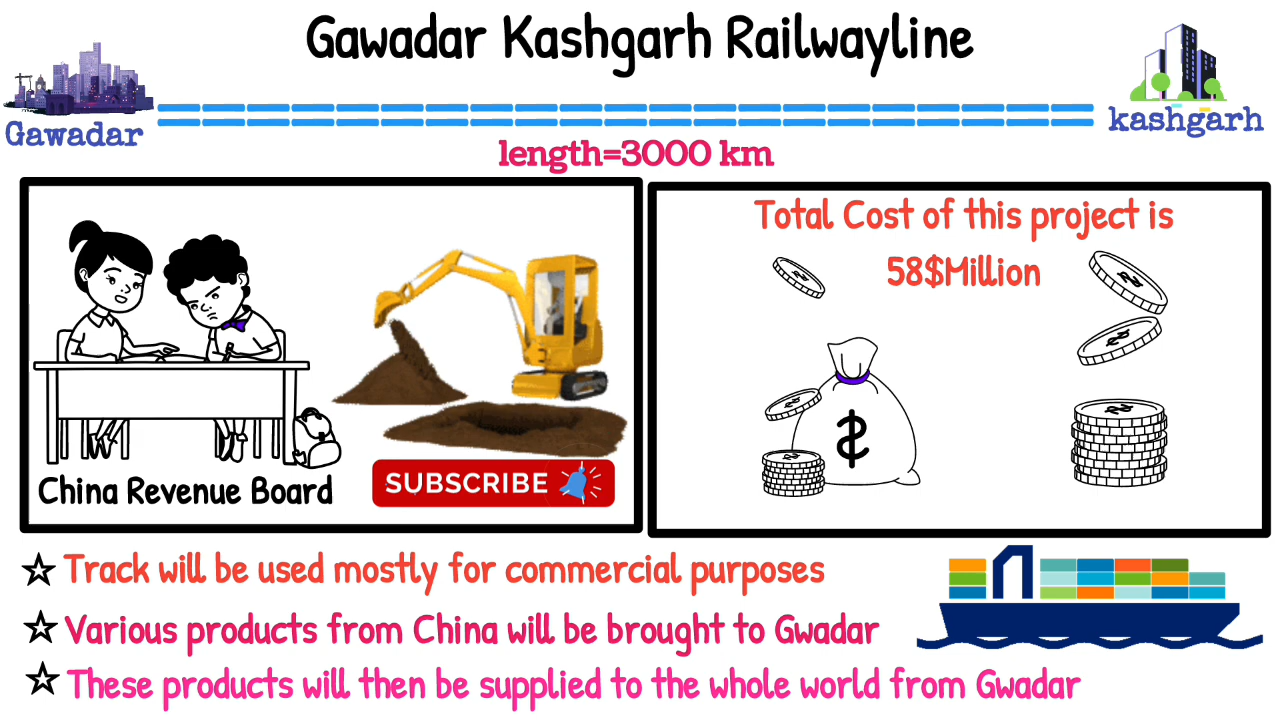 Gawadar Kashgarh Railwayline
Gawadar
kashgarh
length=3000 km
China Revenue Board
SUBSCRIBE
Total Cost of this project is
58$Million
$
Track will be used mostly for commercial purposes
Various products from China will be brought to Gwadar
These products will then be supplied to the whole world from Gwadar